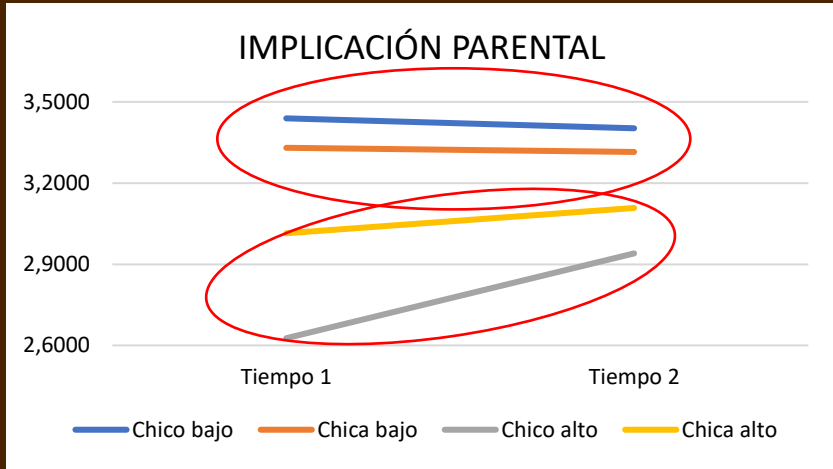 IMPLICACIÓN PARENTAL
3,5000
3,2000
2,9000
2,6000
Tiempo 1 Tiempo 2
Chico bajo Chica bajo Chico alto Chica alto